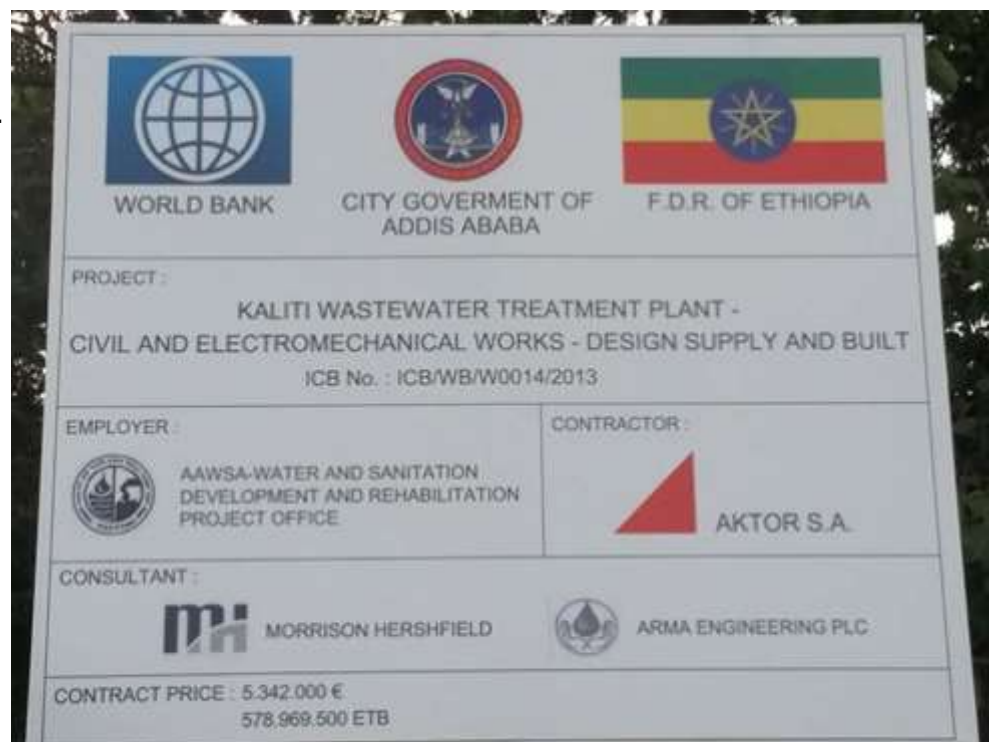 WORLD BANK
CITY GOVERMENT OF
ADDIS ABABA
F.D.R. OF ETHIOPIA
PROJECT :
KALITI WASTEWATER TREATMENT PLANT -
CIVIL AND ELECTROMECHANICAL WORKS - DESIGN SUPPLY AND BUILT
ICB No. : ICB/WB/W0014/2013
EMPLOYER :
AAWSA-WATER AND SANITATION
DEVELOPMENT AND REHABILITATION
PROJECT OFFICE
CONTRACTOR :
AKTOR S.A.
CONSULTANT :
MORRISON HERSHFIELD
ARMA ENGINEERING PLC
CONTRACT PRICE : 5.342.000 €
578.969.500 ETB